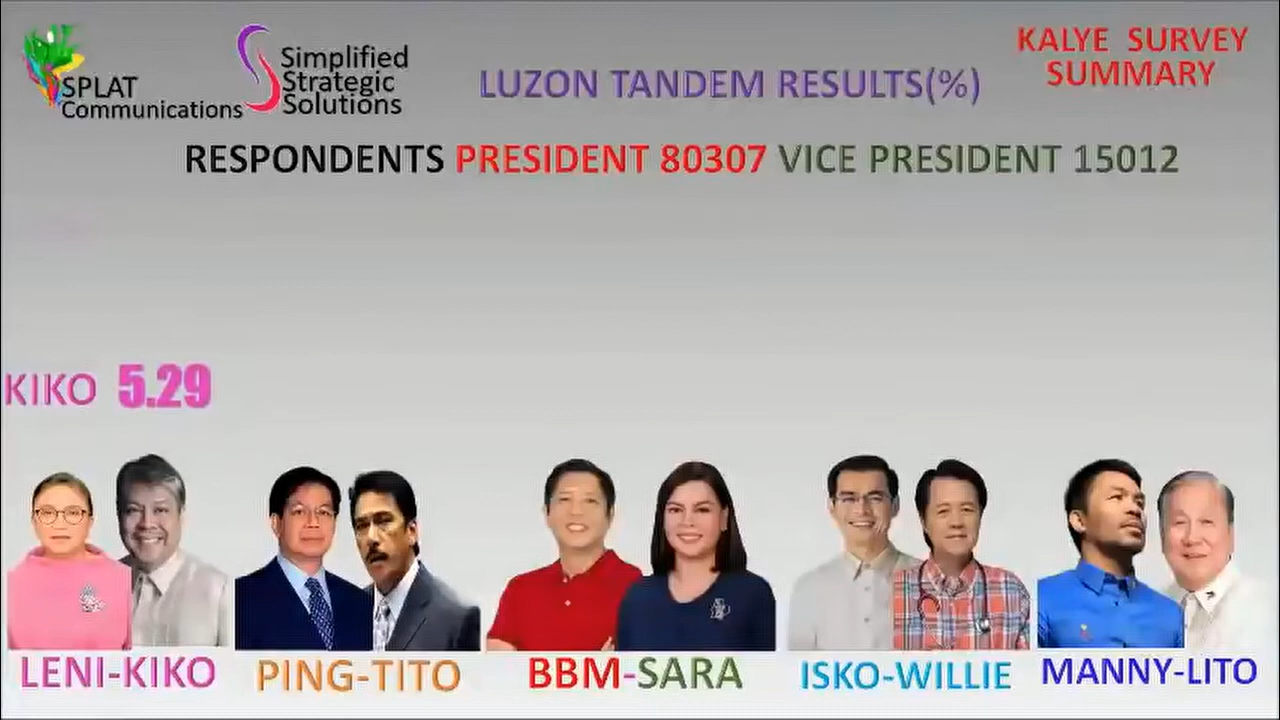 SPLAT
Communications
Simplified
Strategic
Solutions
LUZON TANDEM RESULTS(%)
KALYE SURVEY
SUMMARY
RESPONDENTS PRESIDENT 80307 VICE PRESIDENT 15012
KIKO 5.29
LENI-KIKO
PING-TITO
BBM-SARA
ISKO-WILLIE
MANNY-LITO